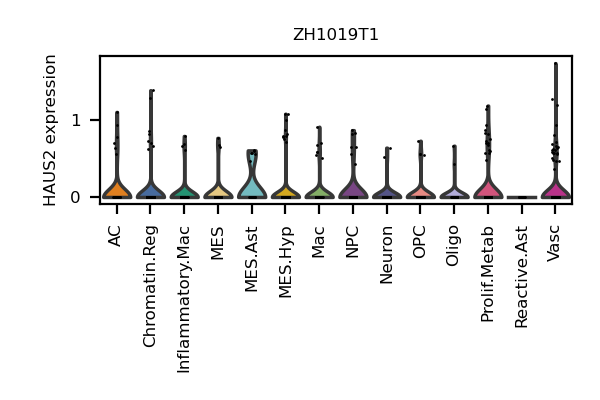 ZH1019T1
HAUS2 expression
1
0
AC
Chromatin.Reg
Inflammatory.Mac
MES
MES.Ast
MES.Hyp
Mac
NPC
Neuron
OPC
Oligo
Prolif.Metab
Reactive.Ast
Vasc